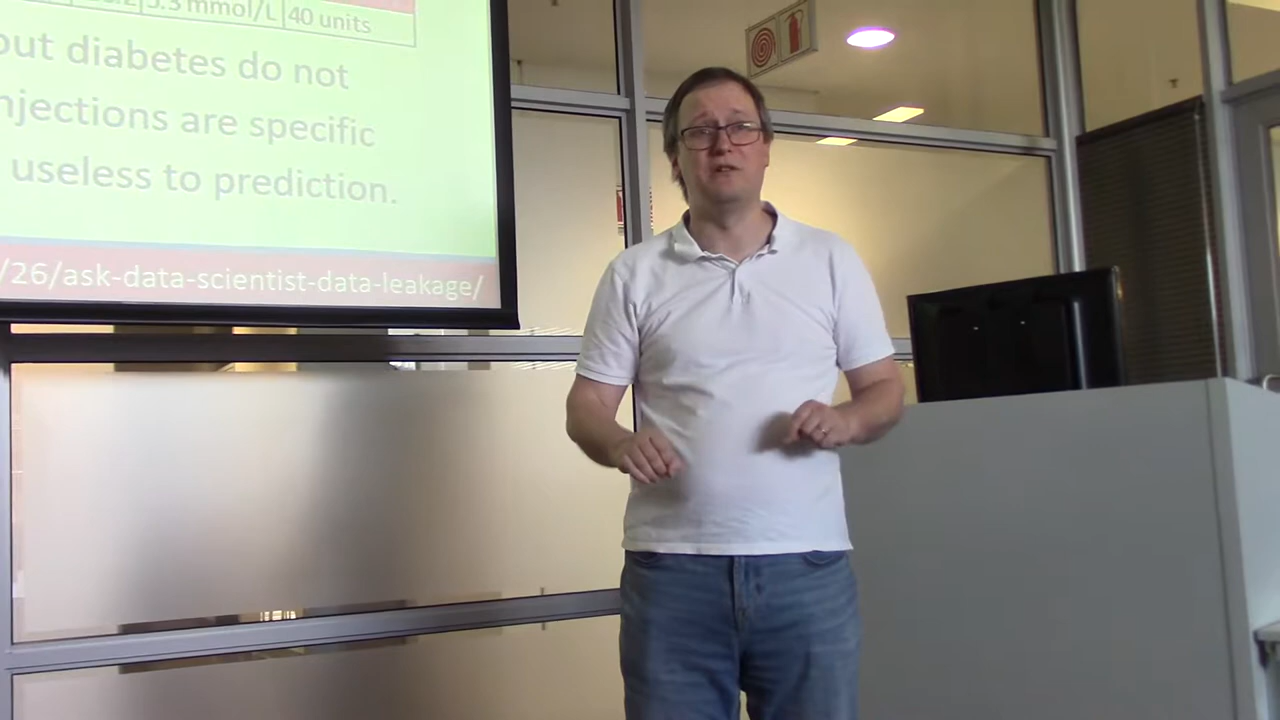 5.3 mmol/L 40 units
out diabetes do not
njections are specific
useless to prediction.
/26/ask-data-scientist-data-leakage/